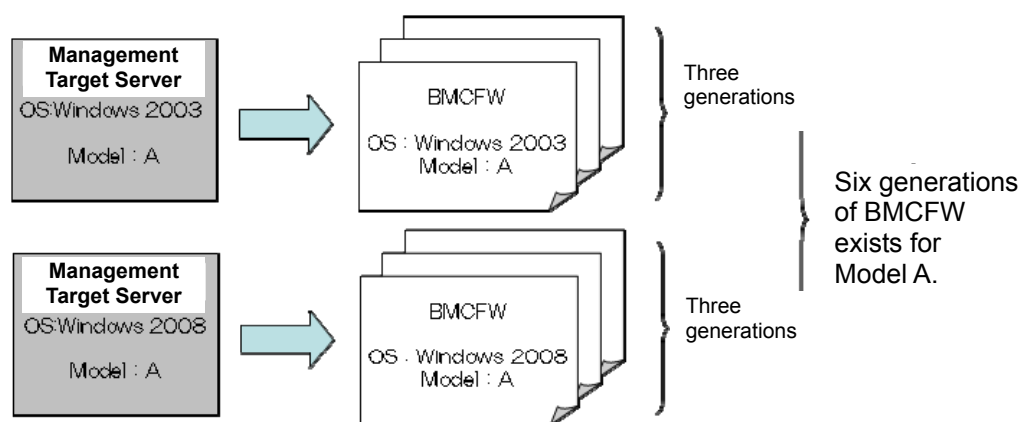 Management
Target Server
OS:Windows 2003
Model : A
BMCFW
OS : Windows 2003
Model : A
Three
generations
Management
Target Server
OS:Windows 2008
Model : A
BMCFW
OS : Windows 2008
Model : A
Three
generations
Six generations
of BMCFW
exists for
Model A.